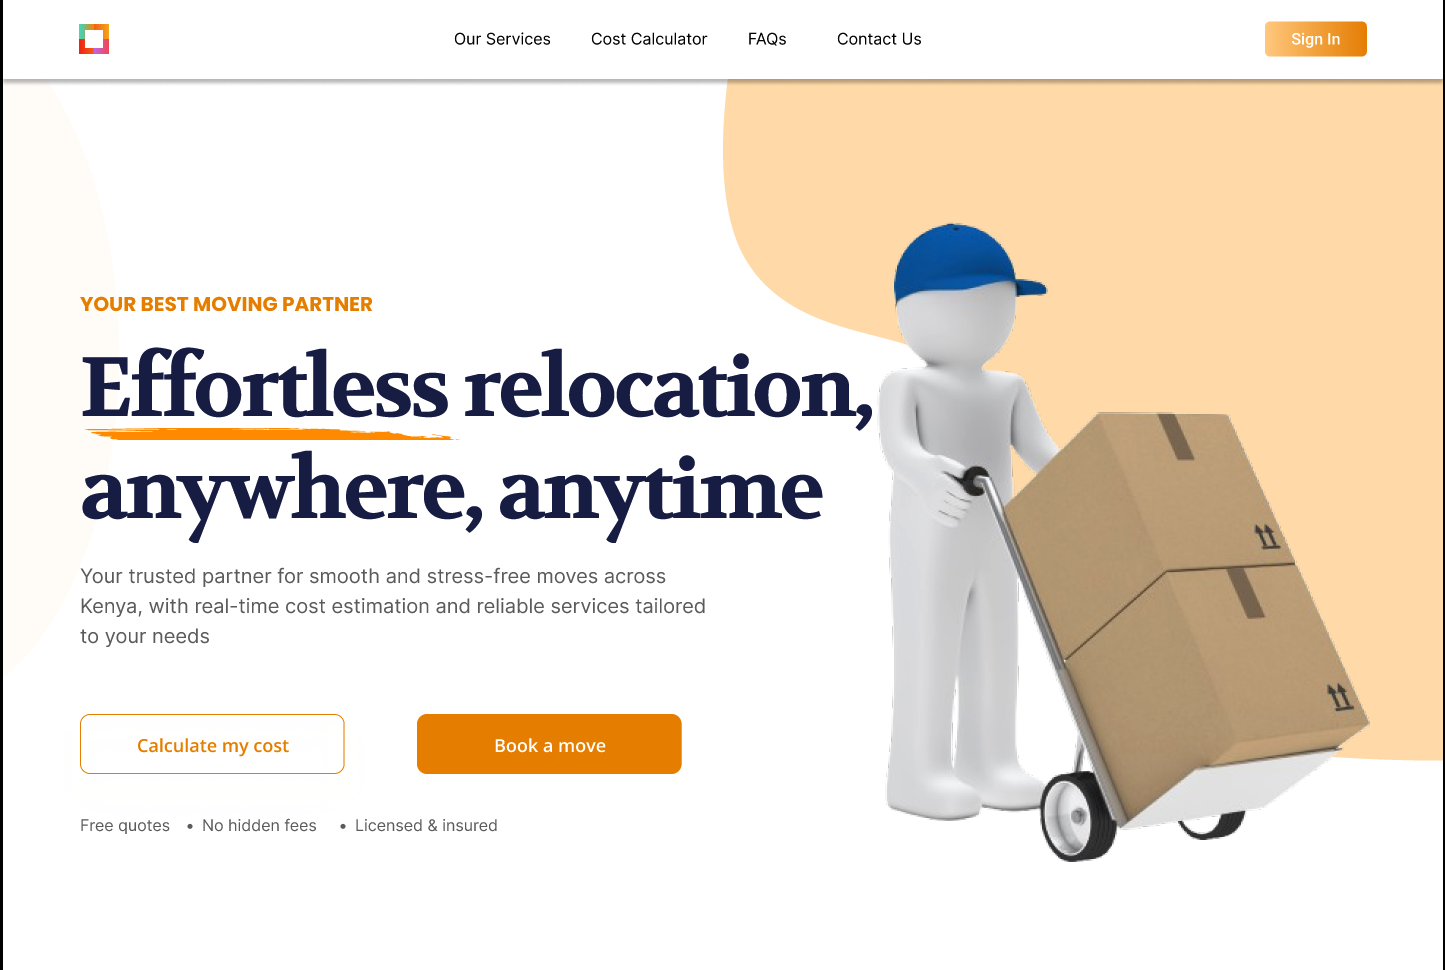 Our Services
Cost Calculator
FAQs
Contact Us
Sign In
YOUR BEST MOVING PARTNER
Effortless relocation,
anywhere, anytime
Your trusted partner for smooth and stress-free moves across
Kenya, with real-time cost estimation and reliable services tailored
to your needs
Calculate my cost
Book a move
Free quotes • No hidden fees • Licensed & insured